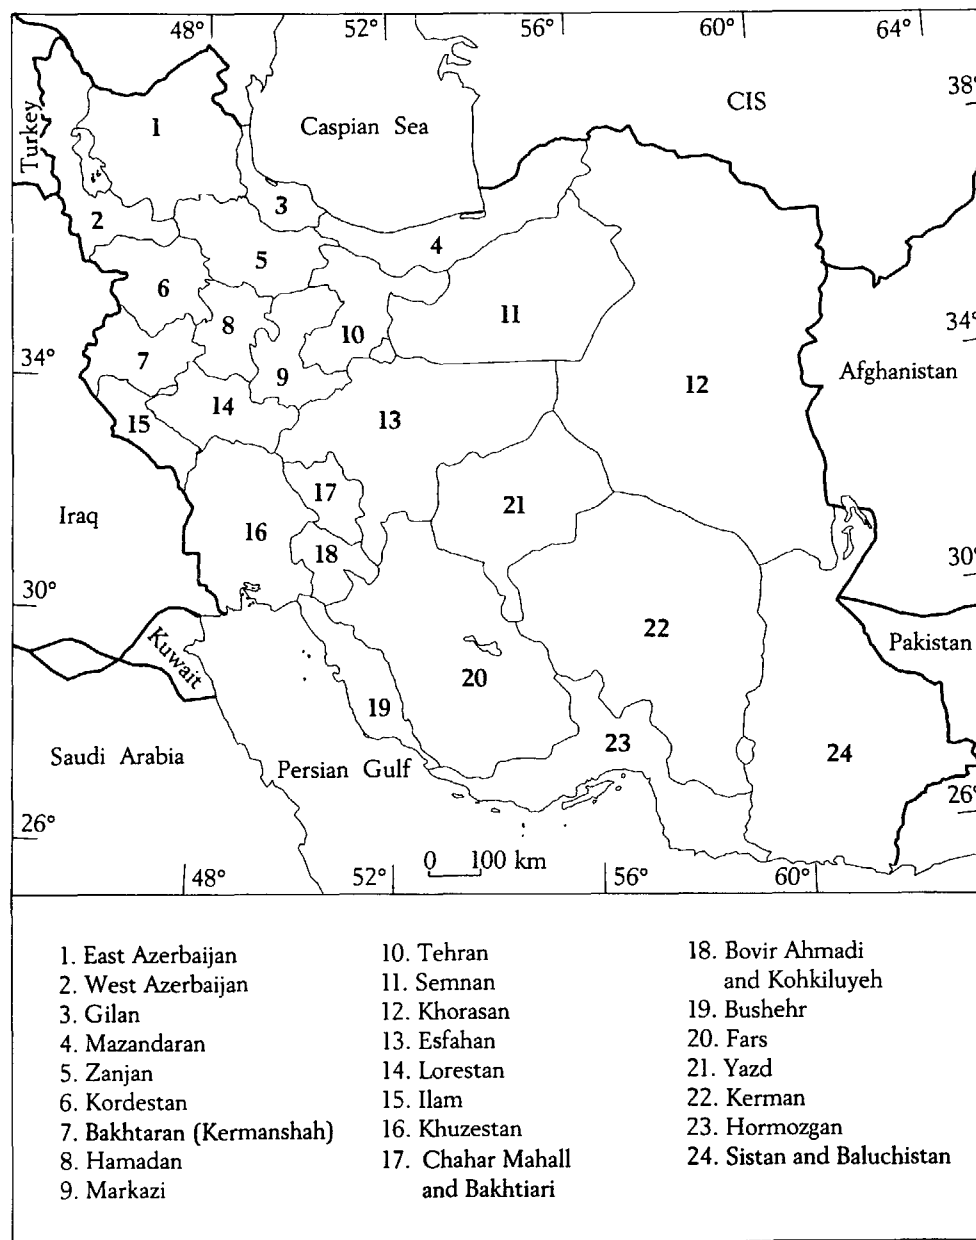 48°
52°
56°
60°
64°
38°
CIS
Turkey
Caspian Sea
1
2
3
4
5
6
7
8
9
10
11
12
34°
34°
Afghanistan
13
14
15
16
17
18
21
Iraq
30°
30°
Kuwait
22
Pakistan
20
19
23
24
Saudi Arabia
Persian Gulf
26°
26°
0 100 km
48°
52°
56°
60°
1. East Azerbaijan
2. West Azerbaijan
3. Gilan
4. Mazandaran
5. Zanjan
6. Kordestan
7. Bakhtaran (Kermanshah)
8. Hamadan
9. Markazi
10. Tehran
11. Semnan
12. Khorasan
13. Esfahan
14. Lorestan
15. Ilam
16. Khuzestan
17. Chahar Mahall
and Bakhtiari
18. Bovir Ahmadi
and Kohkiluyeh
19. Bushehr
20. Fars
21. Yazd
22. Kerman
23. Hormozgan
24. Sistan and Baluchistan